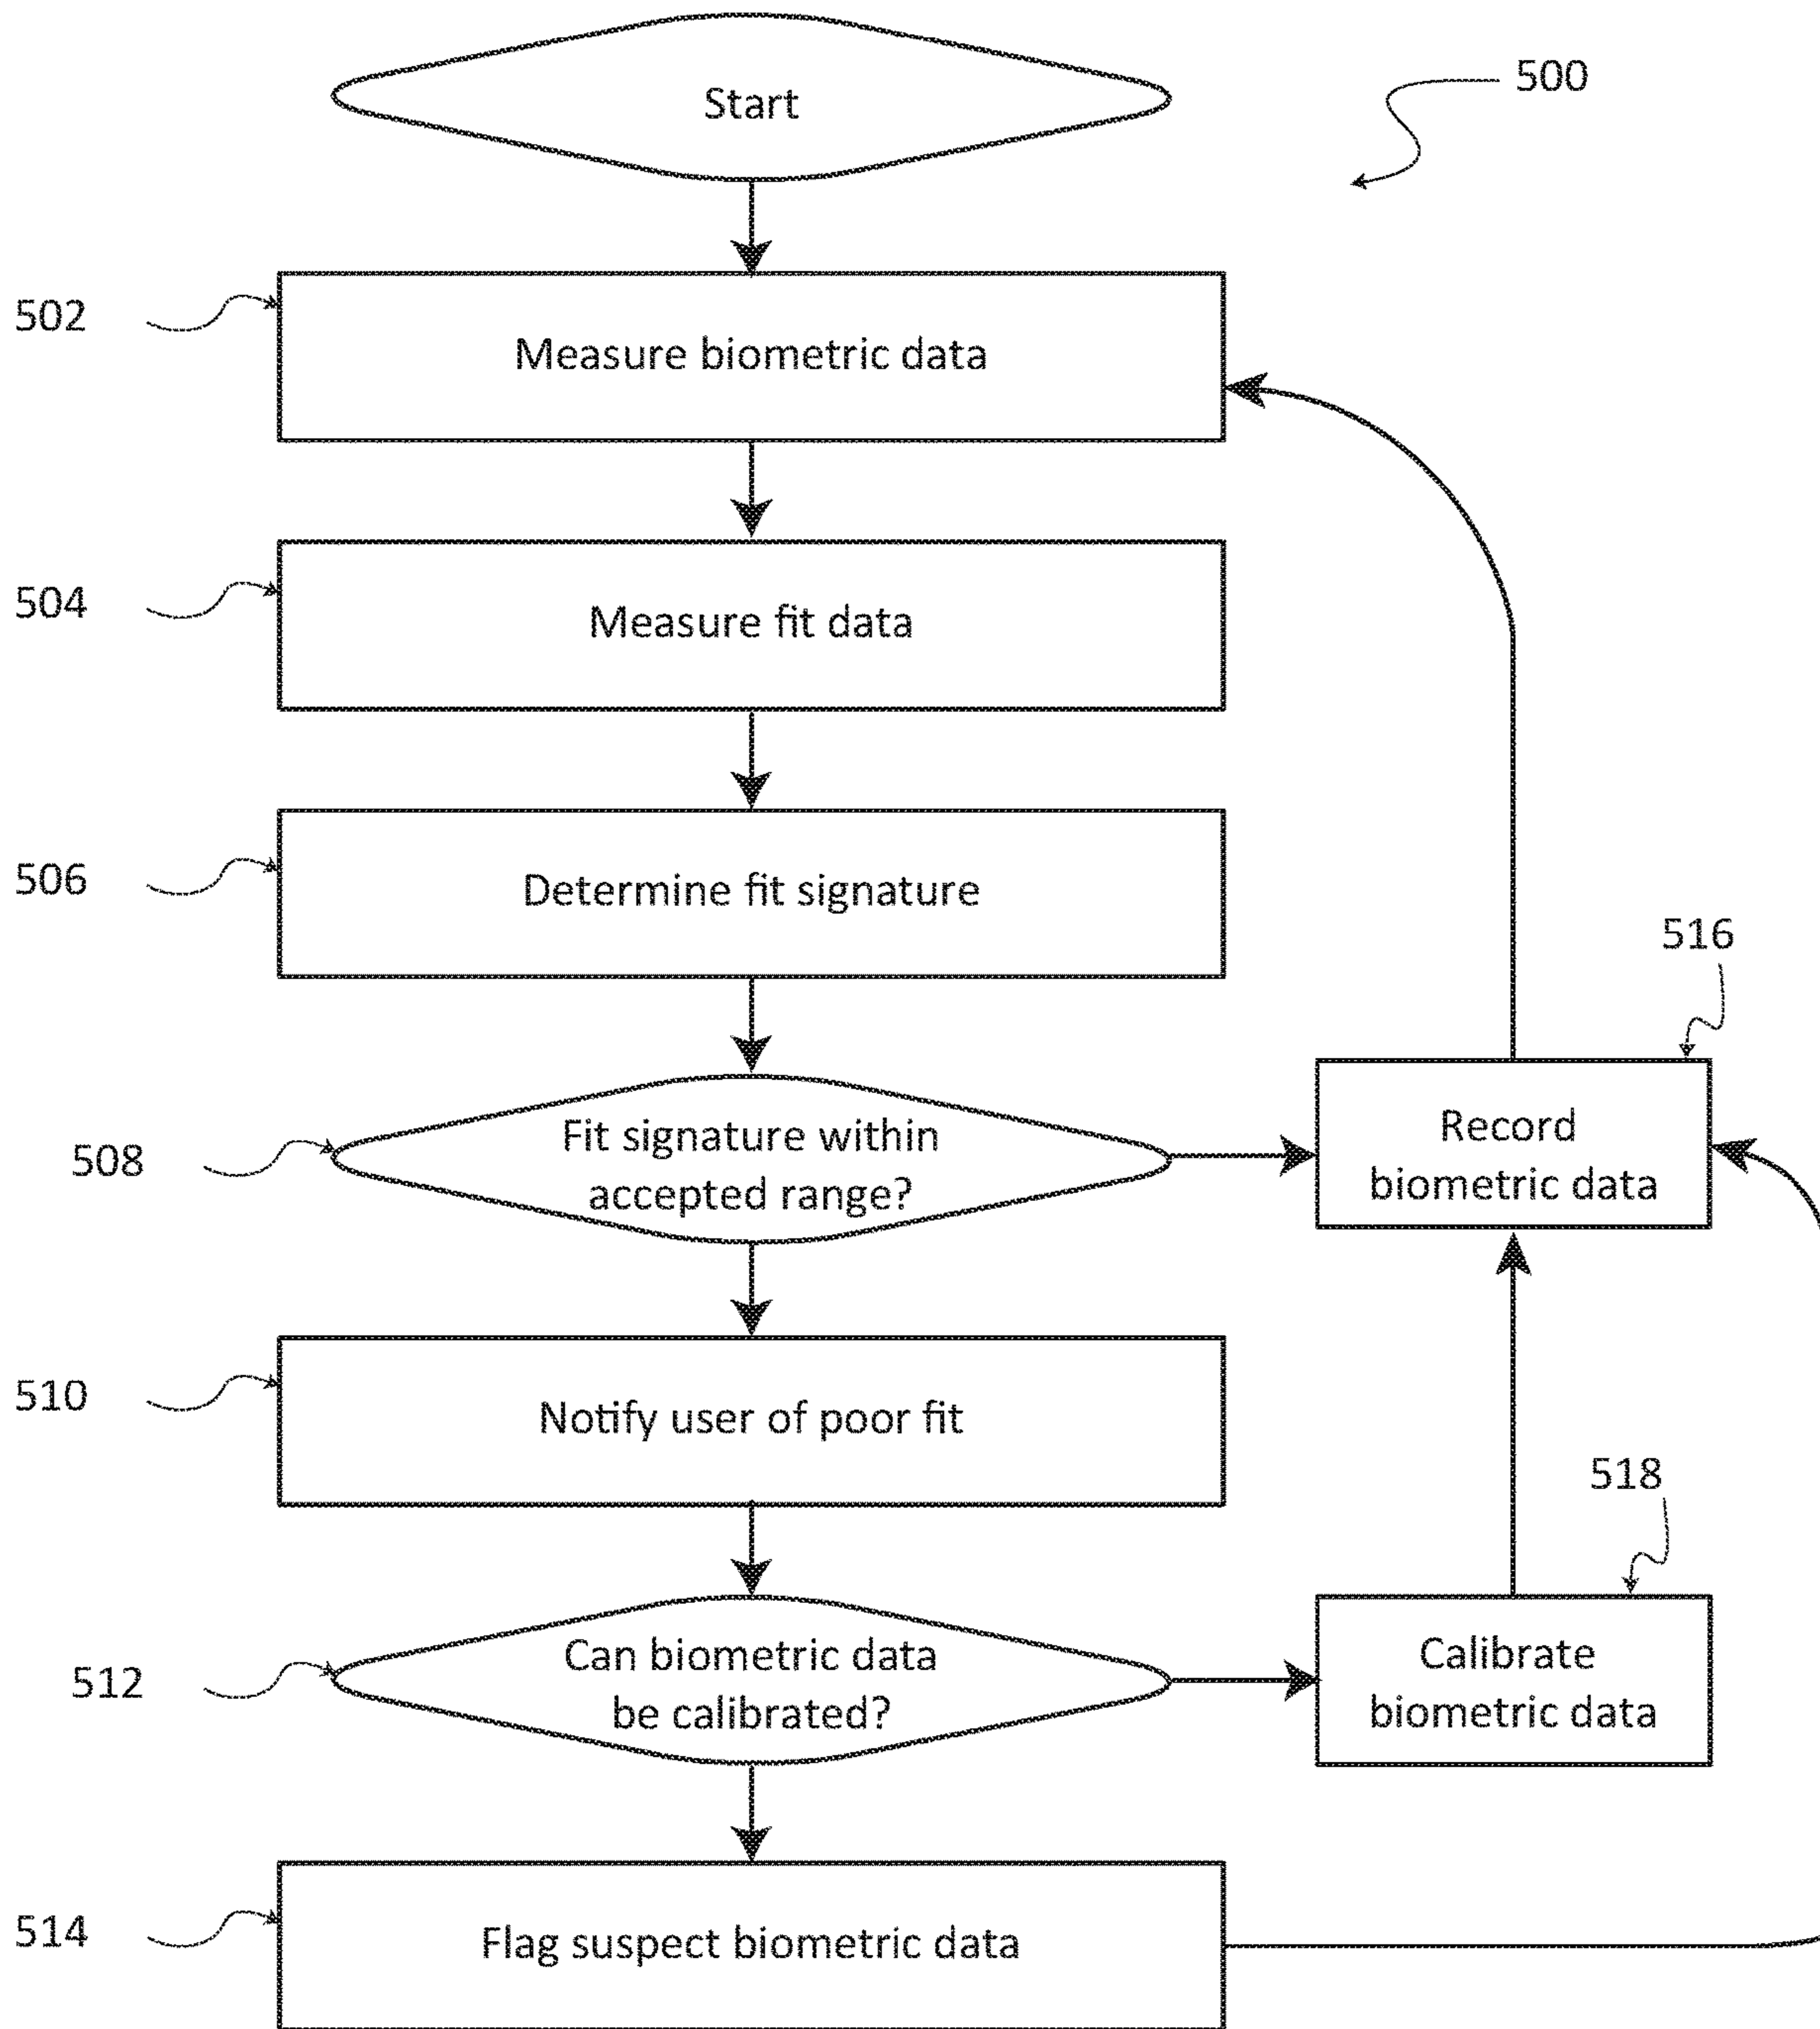 Start
500
502
Measure biometric data
504
Measure fit data
506
Determine fit signature
516
508
Fit signature within
accepted range?
Record
biometric data
510
Notify user of poor fit
518
512
Can biometric data
be calibrated?
Calibrate
biometric data
514
Flag suspect biometric data